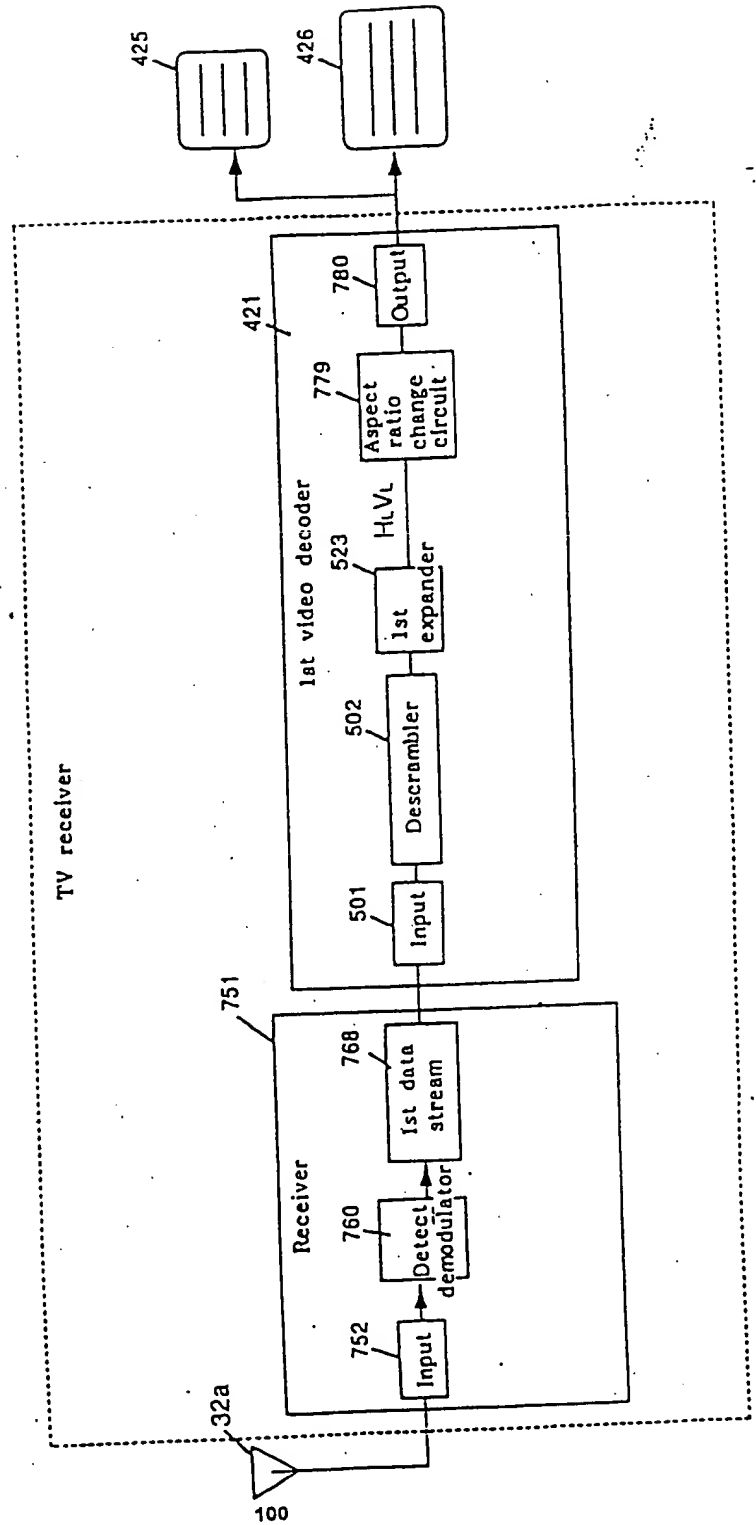 TV receiver
32a
100
751
Receiver
752
Input
760
Detect
demodulator
768
1st data
stream
421
1st video decoder
501
Input
502
Descrambler
523
1st
expander
HLVL
779
Aspect
ratio
change
circuit
780
Output
425
426